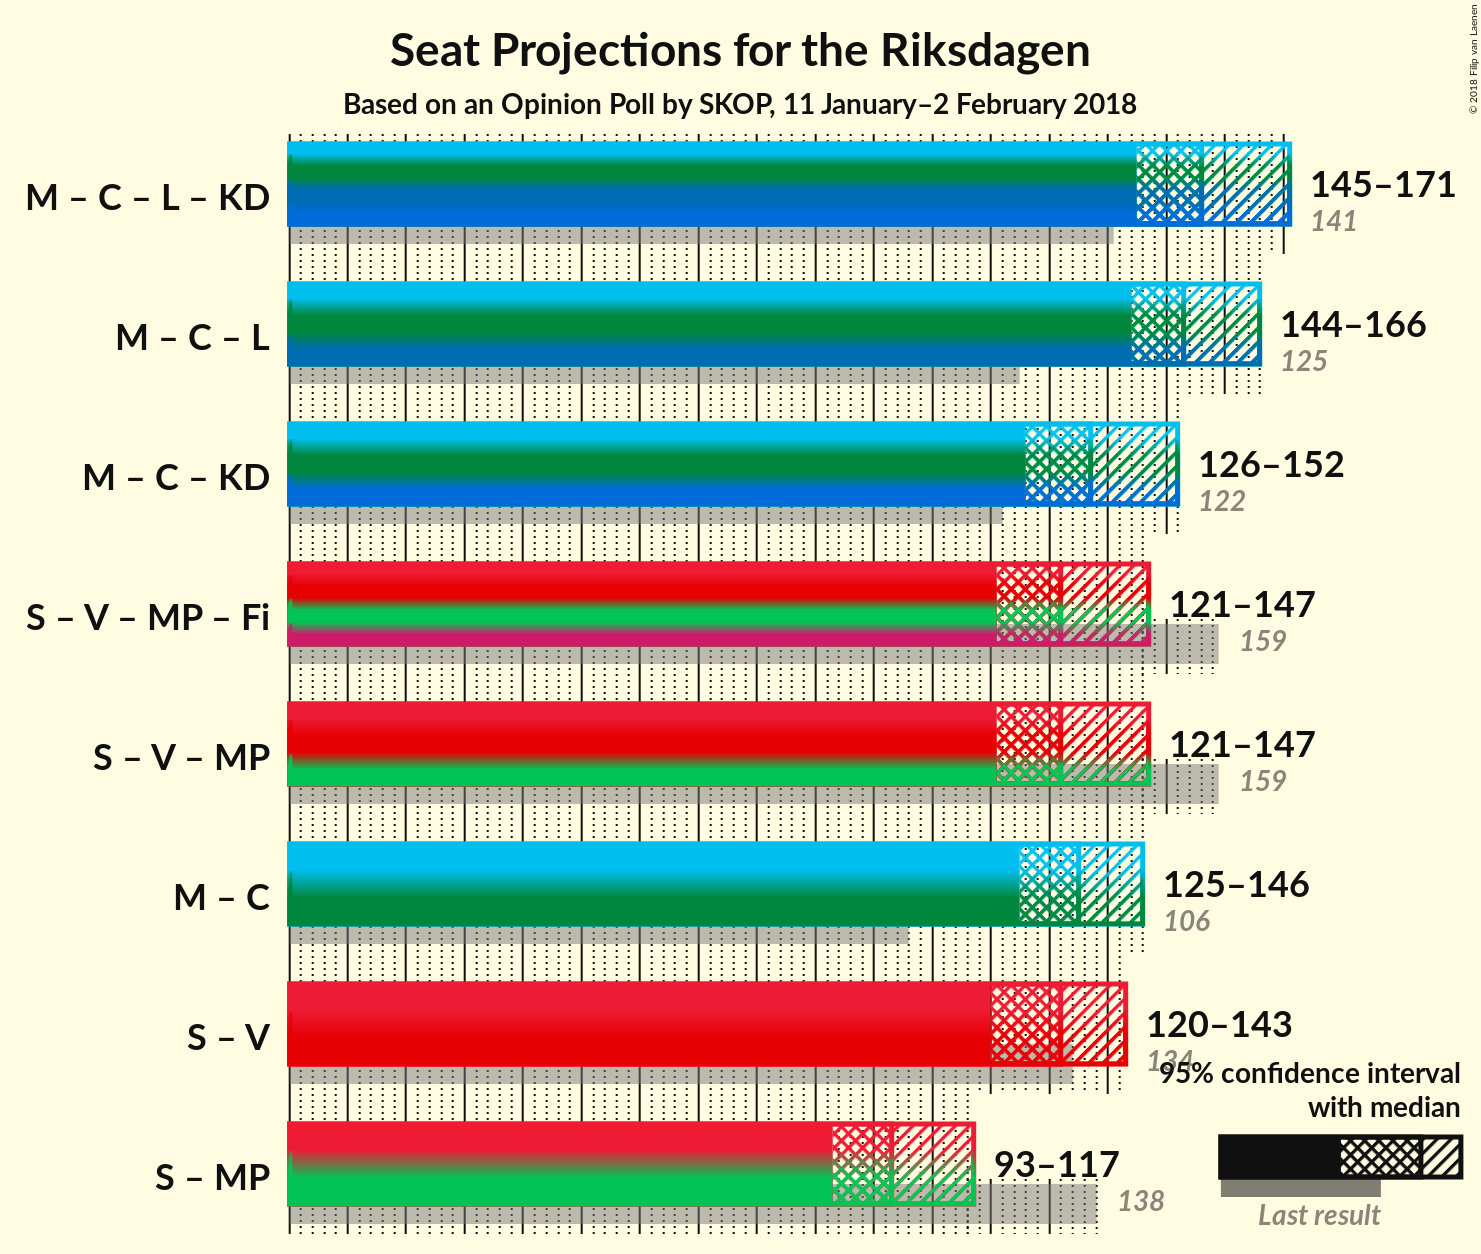 Seat Projections for the Riksdagen
Based on an Opinion Poll by SKOP, 11 January–2 February 2018
© 2018 Filip van Laenen
M – C – L – KD
145–171
141
M – C – L
144–166
125
M – C – KD
126–152
122
S – V – MP – Fi
121–147
159
S – V – MP
121–147
159
M – C
125–146
106
S – V
120–143
134
S – MP
93–117
138
95% confidence interval
with median
Last result